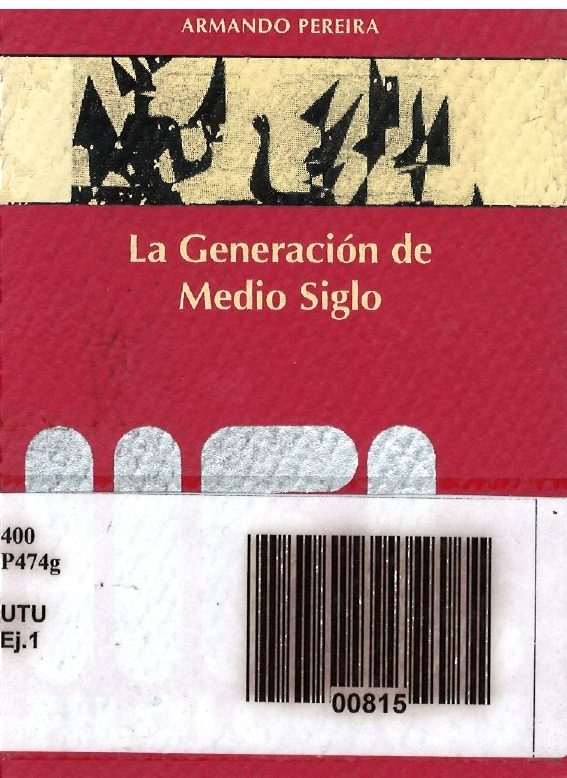 ARMANDO PEREIRA
La Generación de
Medio Siglo
400
P474g
UTU
Ej.1
00815